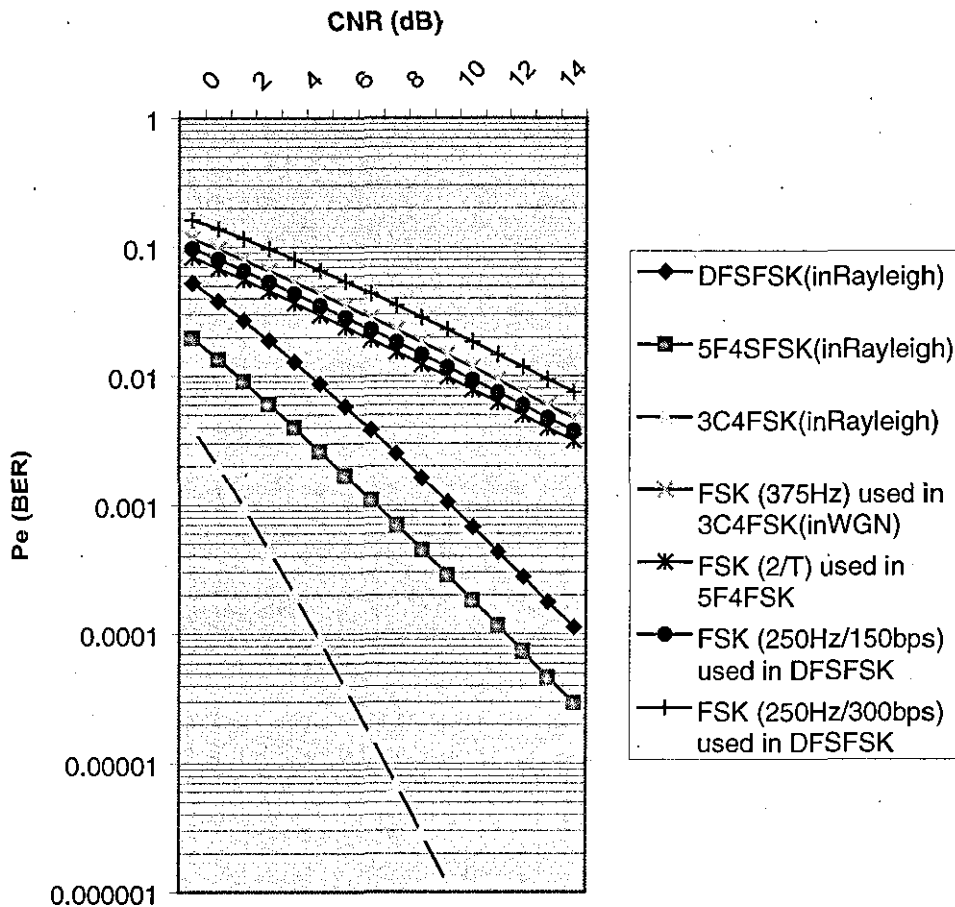 CNR (dB)
0 2 4 6 8 10 12 14
1
0.1
0.01
0.001
0.0001
0.00001
0.000001
Pe (BER)
DFSFSK(inRayleigh)
5F4SFSK(inRayleigh)
3C4FSK(inRayleigh)
FSK (375Hz) used in
3C4FSK(inWGN)
FSK (2/T) used in
5F4FSK
FSK (250Hz/150bps)
used in DFSFSK
FSK (250Hz/300bps)
used in DFSFSK